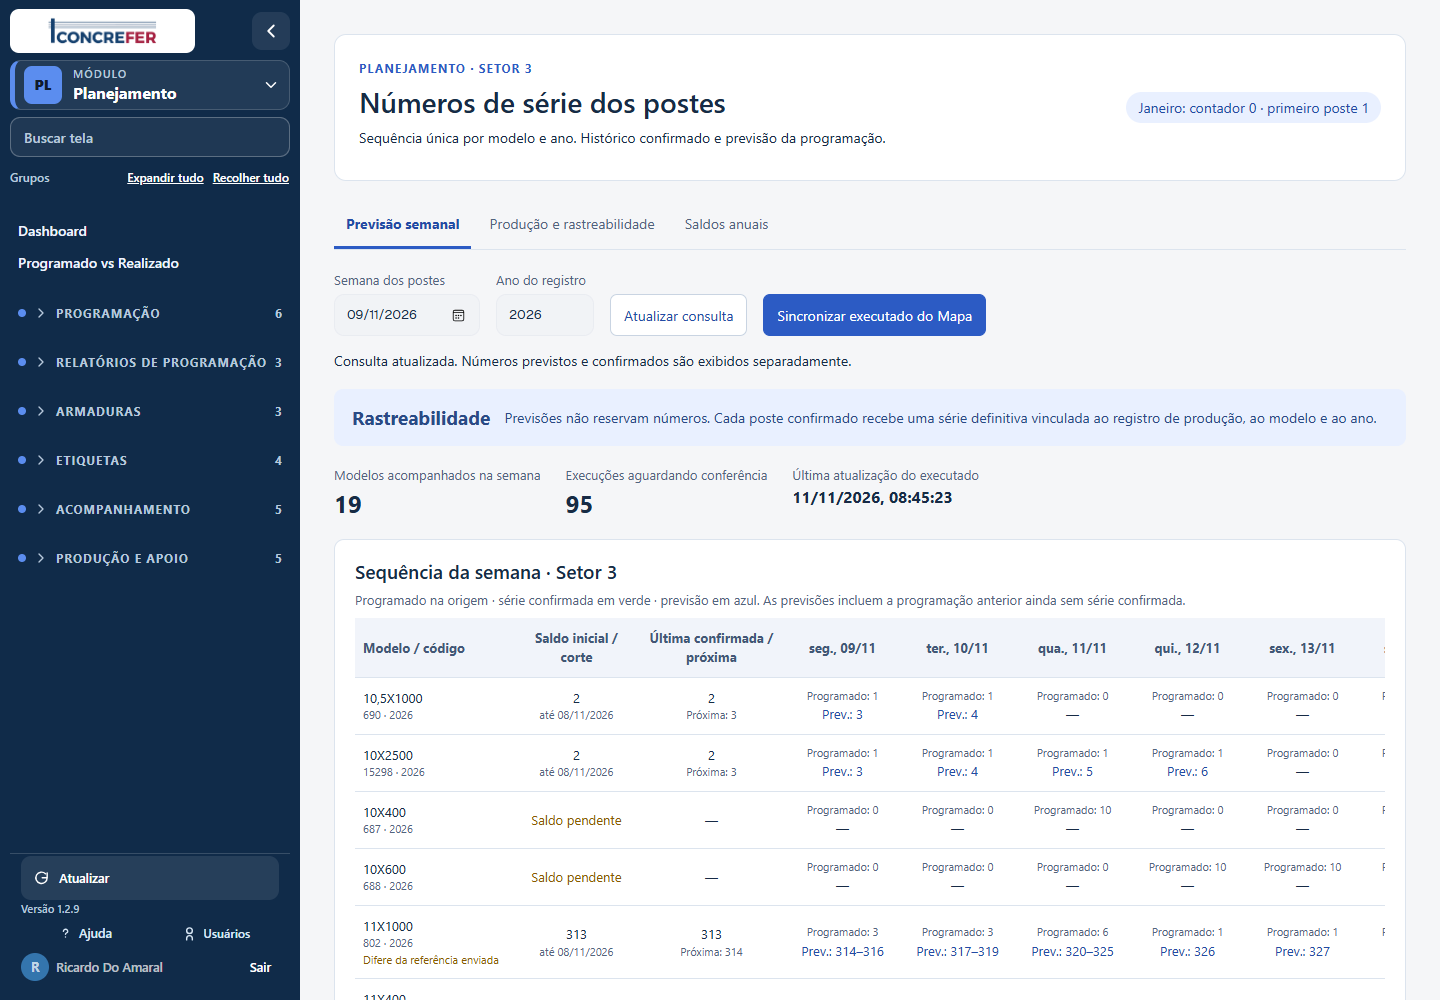 CONCREFER
PL
MÓDULO
Planejamento
Buscar tela
Grupos
Expandir tudo
Recolher tudo
Dashboard
Programado vs Realizado
PROGRAMAÇÃO 6
RELATÓRIOS DE PROGRAMAÇÃO 3
ARMADURAS 3
ETIQUETAS 4
ACOMPANHAMENTO 5
PRODUÇÃO E APOIO 5
Atualizar
Versão 1.2.9
? Ajuda
Usuários
R Ricardo Do Amaral
Sair
PLANEJAMENTO · SETOR 3
Números de série dos postes
Sequência única por modelo e ano. Histórico confirmado e previsão da programação.
Janeiro: contador 0 · primeiro poste 1
Previsão semanal
Produção e rastreabilidade
Saldos anuais
Semana dos postes
Ano do registro
09/11/2026
2026
Atualizar consulta
Sincronizar executado do Mapa
Consulta atualizada. Números previstos e confirmados são exibidos separadamente.
Rastreabilidade Previsões não reservam números. Cada poste confirmado recebe uma série definitiva vinculada ao registro de produção, ao modelo e ao ano.
Modelos acompanhados na semana
19
Execuções aguardando conferência
95
Última atualização do executado
11/11/2026, 08:45:23
Sequência da semana · Setor 3
Programado na origem · série confirmada em verde · previsão em azul. As previsões incluem a programação anterior ainda sem série confirmada.
Modelo / código
Saldo inicial /
corte
Última confirmada /
próxima
seg., 09/11
ter., 10/11
qua., 11/11
qui., 12/11
sex., 13/11
10,5X1000
690 · 2026
2
até 08/11/2026
2
Próxima: 3
Programado: 1
Prev.: 3
Programado: 1
Prev.: 4
Programado: 0
—
Programado: 0
—
Programado: 0
—
10X2500
15298 · 2026
2
até 08/11/2026
2
Próxima: 3
Programado: 1
Prev.: 3
Programado: 1
Prev.: 4
Programado: 1
Prev.: 5
Programado: 1
Prev.: 6
Programado: 0
—
10X400
687 · 2026
Saldo pendente
—
Programado: 0
—
Programado: 0
—
Programado: 10
—
Programado: 0
—
Programado: 0
—
10X600
688 · 2026
Saldo pendente
—
Programado: 0
—
Programado: 0
—
Programado: 0
—
Programado: 10
—
Programado: 10
—
11X1000
802 · 2026
Difere da referência enviada
313
até 08/11/2026
313
Próxima: 314
Programado: 3
Prev.: 314–316
Programado: 3
Prev.: 317–319
Programado: 6
Prev.: 320–325
Programado: 1
Prev.: 326
Programado: 1
Prev.: 327
11X400